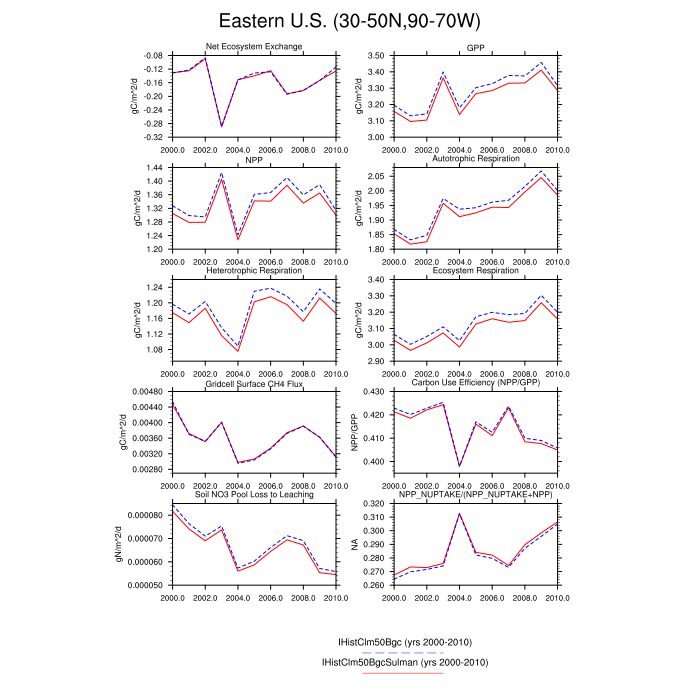 Eastern U.S. (30-50N,90-70W)
Net Ecosystem Exchange
gC/m^2/d
-0.08
-0.12
-0.16
-0.20
-0.24
-0.28
-0.32
2000.0 2002.0 2004.0 2006.0 2008.0 2010.0
GPP
gC/m^2/d
3.50
3.40
3.30
3.20
3.10
3.00
2000.0 2002.0 2004.0 2006.0 2008.0 2010.0
NPP
gC/m^2/d
1.44
1.40
1.36
1.32
1.28
1.24
1.20
2000.0 2002.0 2004.0 2006.0 2008.0 2010.0
Autotrophic Respiration
gC/m^2/d
2.05
2.00
1.95
1.90
1.85
1.80
2000.0 2002.0 2004.0 2006.0 2008.0 2010.0
Heterotrophic Respiration
gC/m^2/d
1.24
1.20
1.16
1.12
1.08
2000.0 2002.0 2004.0 2006.0 2008.0 2010.0
Ecosystem Respiration
gC/m^2/d
3.40
3.30
3.20
3.10
3.00
2.90
2000.0 2002.0 2004.0 2006.0 2008.0 2010.0
Gridcell Surface CH4 Flux
gC/m^2/d
0.00480
0.00440
0.00400
0.00360
0.00320
0.00280
2000.0 2002.0 2004.0 2006.0 2008.0 2010.0
Carbon Use Efficiency (NPP/GPP)
NPP/GPP
0.430
0.420
0.410
0.400
2000.0 2002.0 2004.0 2006.0 2008.0 2010.0
Soil NO3 Pool Loss to Leaching
gN/m^2/d
0.000080
0.000070
0.000060
0.000050
2000.0 2002.0 2004.0 2006.0 2008.0 2010.0
NPP_NUPTAKE/(NPP_NUPTAKE+NPP)
NA
0.320
0.310
0.300
0.290
0.280
0.270
0.260
2000.0 2002.0 2004.0 2006.0 2008.0 2010.0
IHistClm50Bgc (yrs 2000-2010)
IHistClm50BgcSulman (yrs 2000-2010)